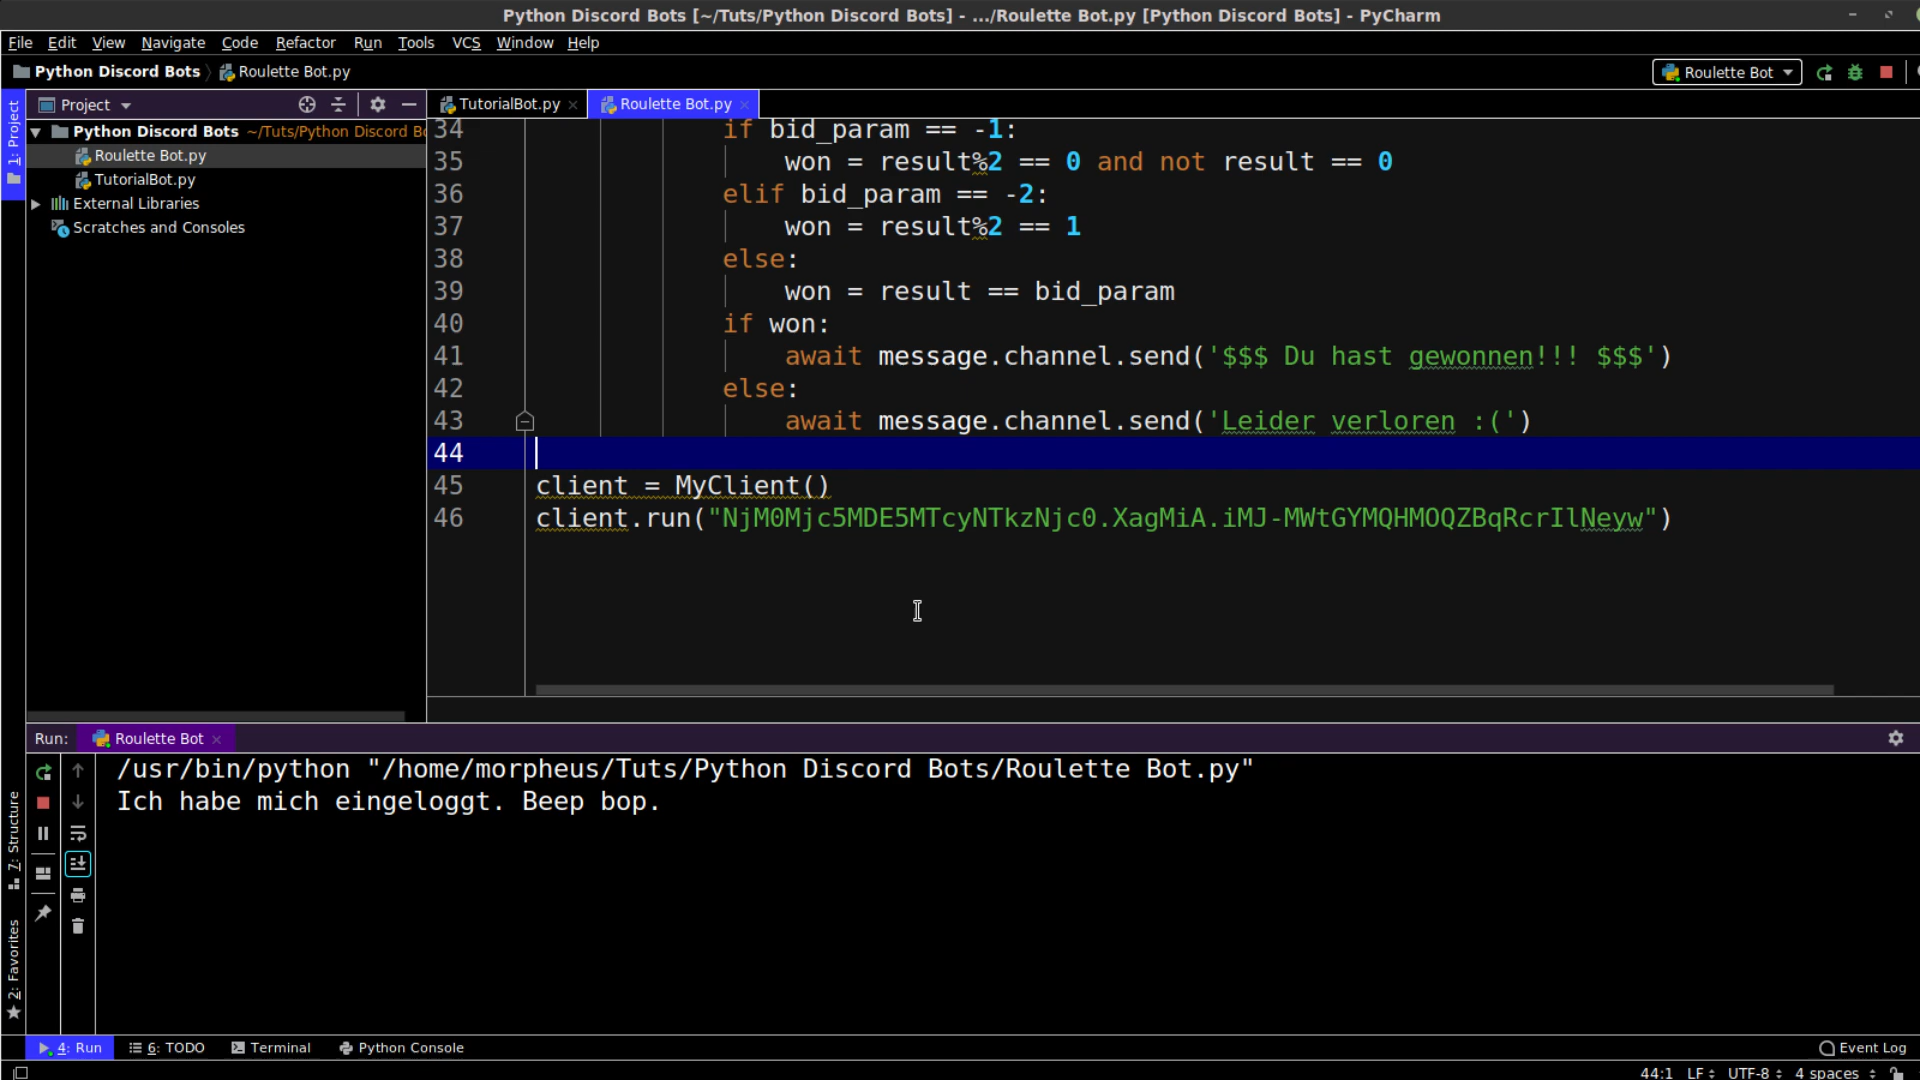 Python Discord Bots [~/Tuts/Python Discord Bots] - .../Roulette Bot.py [Python Discord Bots] - PyCharm
File Edit View Navigate Code Refactor Run Tools VCS Window Help
Python Discord Bots Roulette Bot.py Roulette Bot
Project TutorialBot.py Roulette Bot.py
1: Project
Python Discord Bots ~/Tuts/Python Discord Bo
Roulette Bot.py
TutorialBot.py
External Libraries
Scratches and Consoles
34 if bid_param == -1:
35 won = result%2 == 0 and not result == 0
36 elif bid_param == -2:
37 won = result%2 == 1
38 else:
39 won = result == bid_param
40 if won:
41 await message.channel.send('$$$ Du hast gewonnen!!! $$$')
42 else:
43 await message.channel.send('Leider verloren :(')
44
45 client = MyClient()
46 client.run("NjM0Mjc5MDE5MTcyNTkzNjc0.XagMiA.iMJ-MWtGYMQHMOQZBqRcrIlNeyw")
Run: Roulette Bot
/usr/bin/python "/home/morpheus/Tuts/Python Discord Bots/Roulette Bot.py"
Ich habe mich eingeloggt. Beep bop.
7: Structure
2: Favorites
4: Run 6: TODO Terminal Python Console Event Log
44:1 LF UTF-8 4 spaces